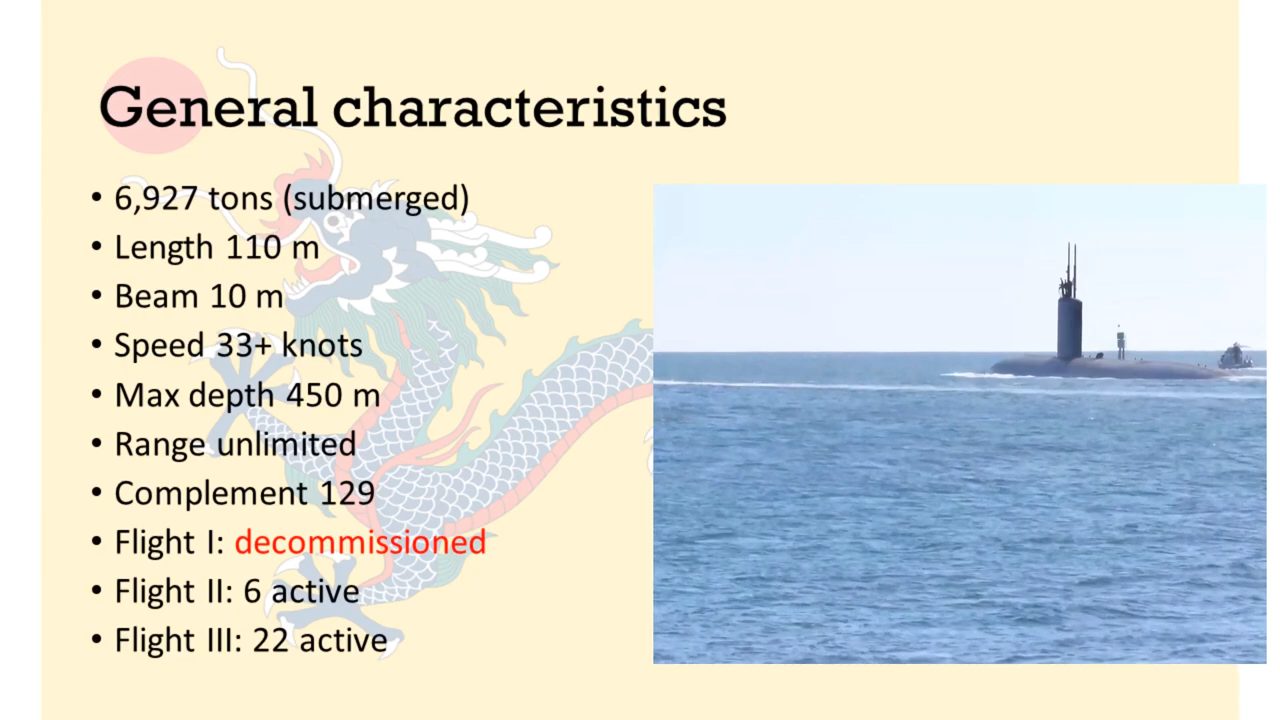 General characteristics
• 6,927 tons (submerged)
• Length 110 m
• Beam 10 m
• Speed 33+ knots
• Max depth 450 m
• Range unlimited
• Complement 129
• Flight I: decommissioned
• Flight II: 6 active
• Flight III: 22 active